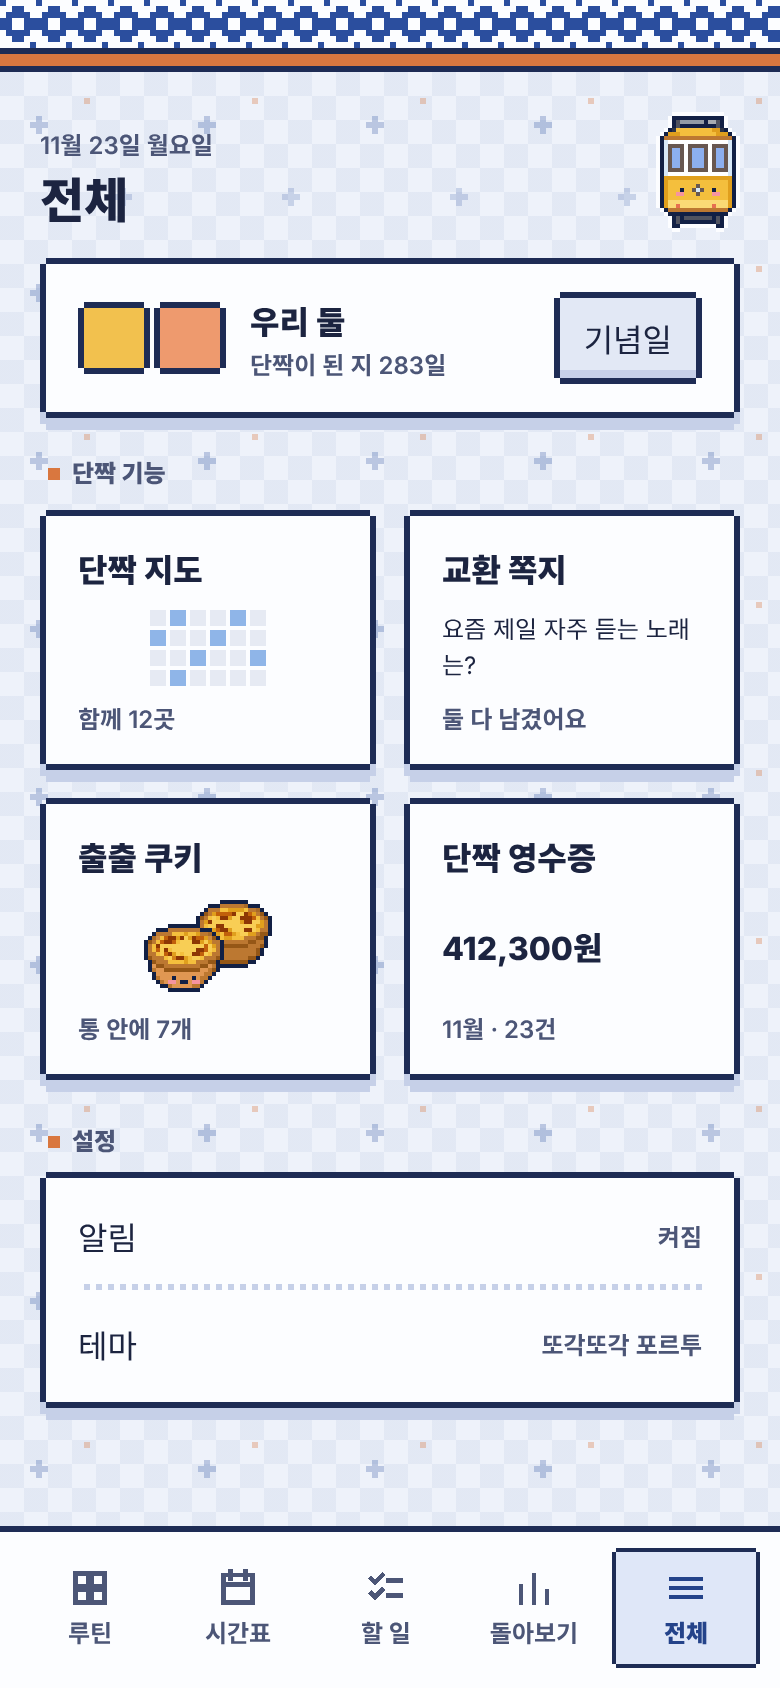 11월 23일 월요일
전체
우리 둘
단짝이 된 지 283일
기념일
단짝 기능
단짝 지도
함께 12곳
교환 쪽지
요즘 제일 자주 듣는 노래
는?
둘 다 남겼어요
출출 쿠키
통 안에 7개
단짝 영수증
412,300원
11월 · 23건
설정
알림
켜짐
테마
또각또각 포르투
루틴
시간표
할 일
돌아보기
전체